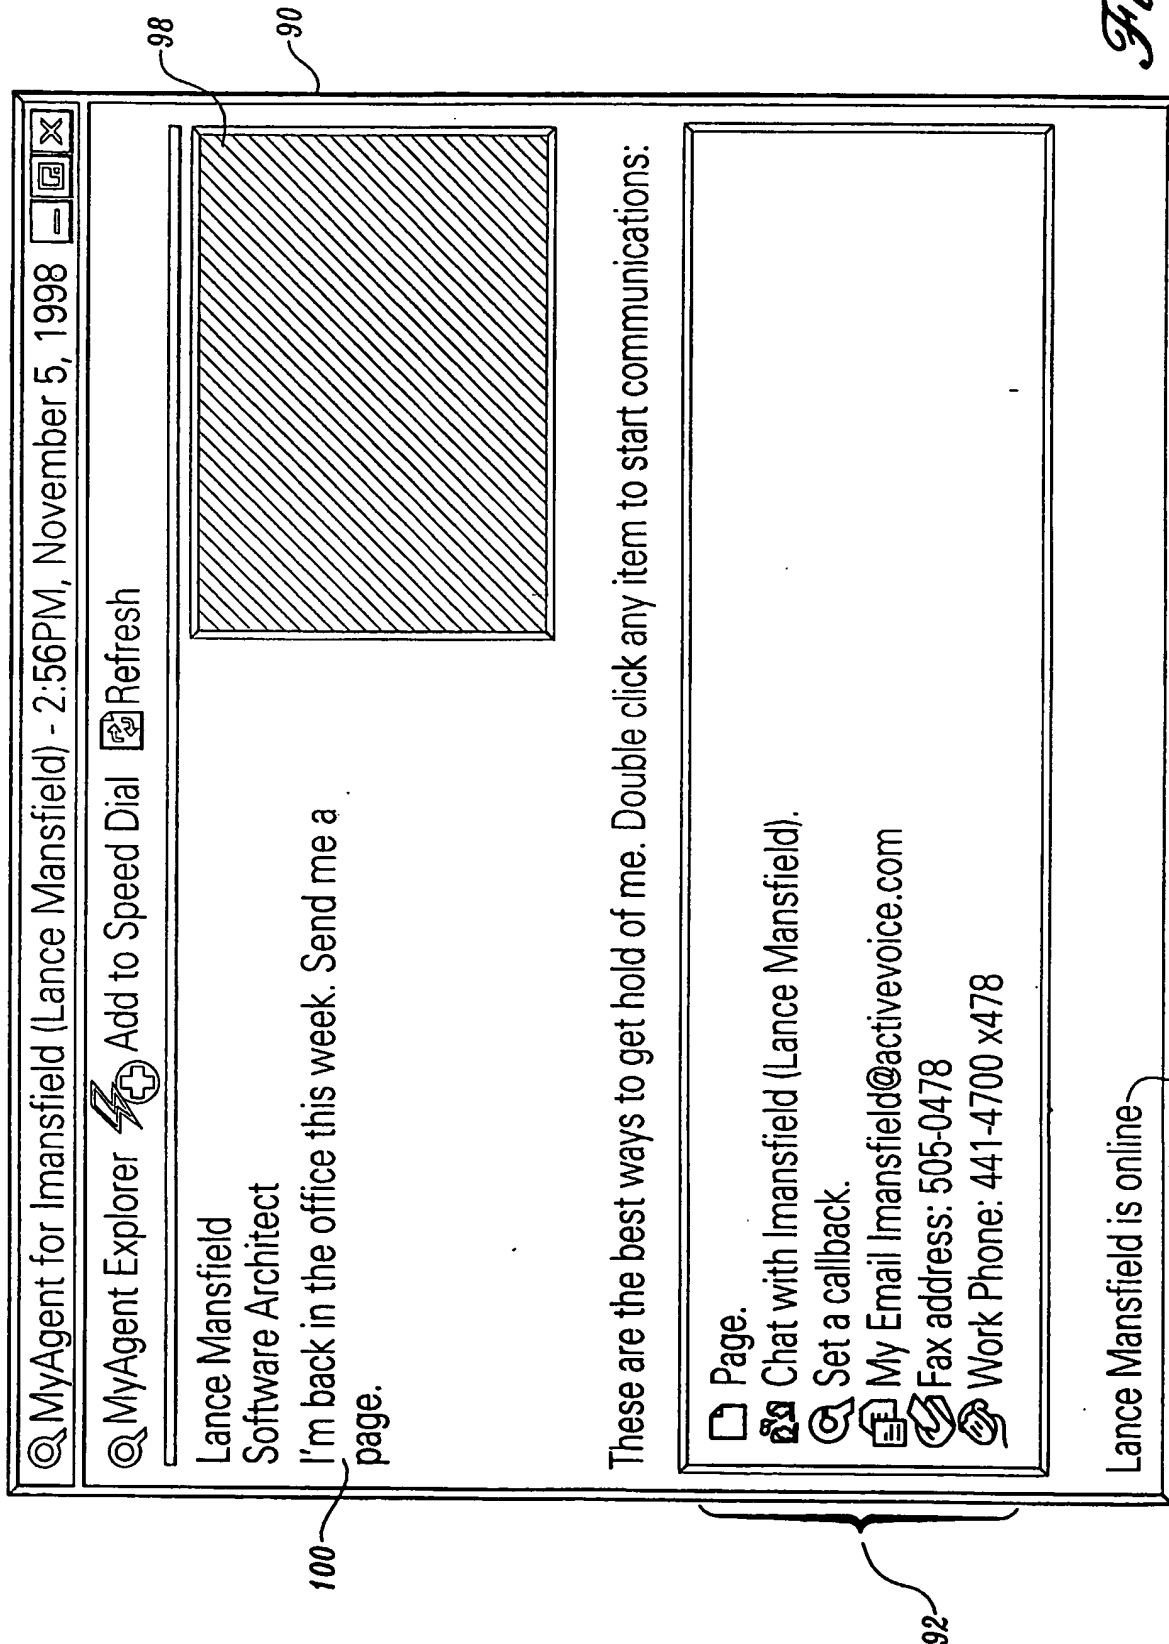 MyAgent for lmansfield (Lance Mansfield) - 2:56PM, November 5, 1998
MyAgent Explorer Add to Speed Dial Refresh
98
90
Lance Mansfield
Software Architect
I'm back in the office this week. Send me a
page.
100
These are the best ways to get hold of me. Double click any item to start communications:
Page.
Chat with lmansfield (Lance Mansfield).
Set a callback.
My Email lmansfield@activevoice.com
Fax address: 505-0478
Work Phone: 441-4700 x478
92
Lance Mansfield is online